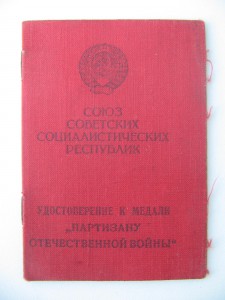 СОЮЗ
СОВЕТСКИХ
СОЦИАЛИСТИЧЕСКИХ
РЕСПУБЛИК
УДОСТОВЕРЕНИЕ К МЕДАЛИ
„ПАРТИЗАНУ
ОТЕЧЕСТВЕННОЙ ВОЙНЫ“